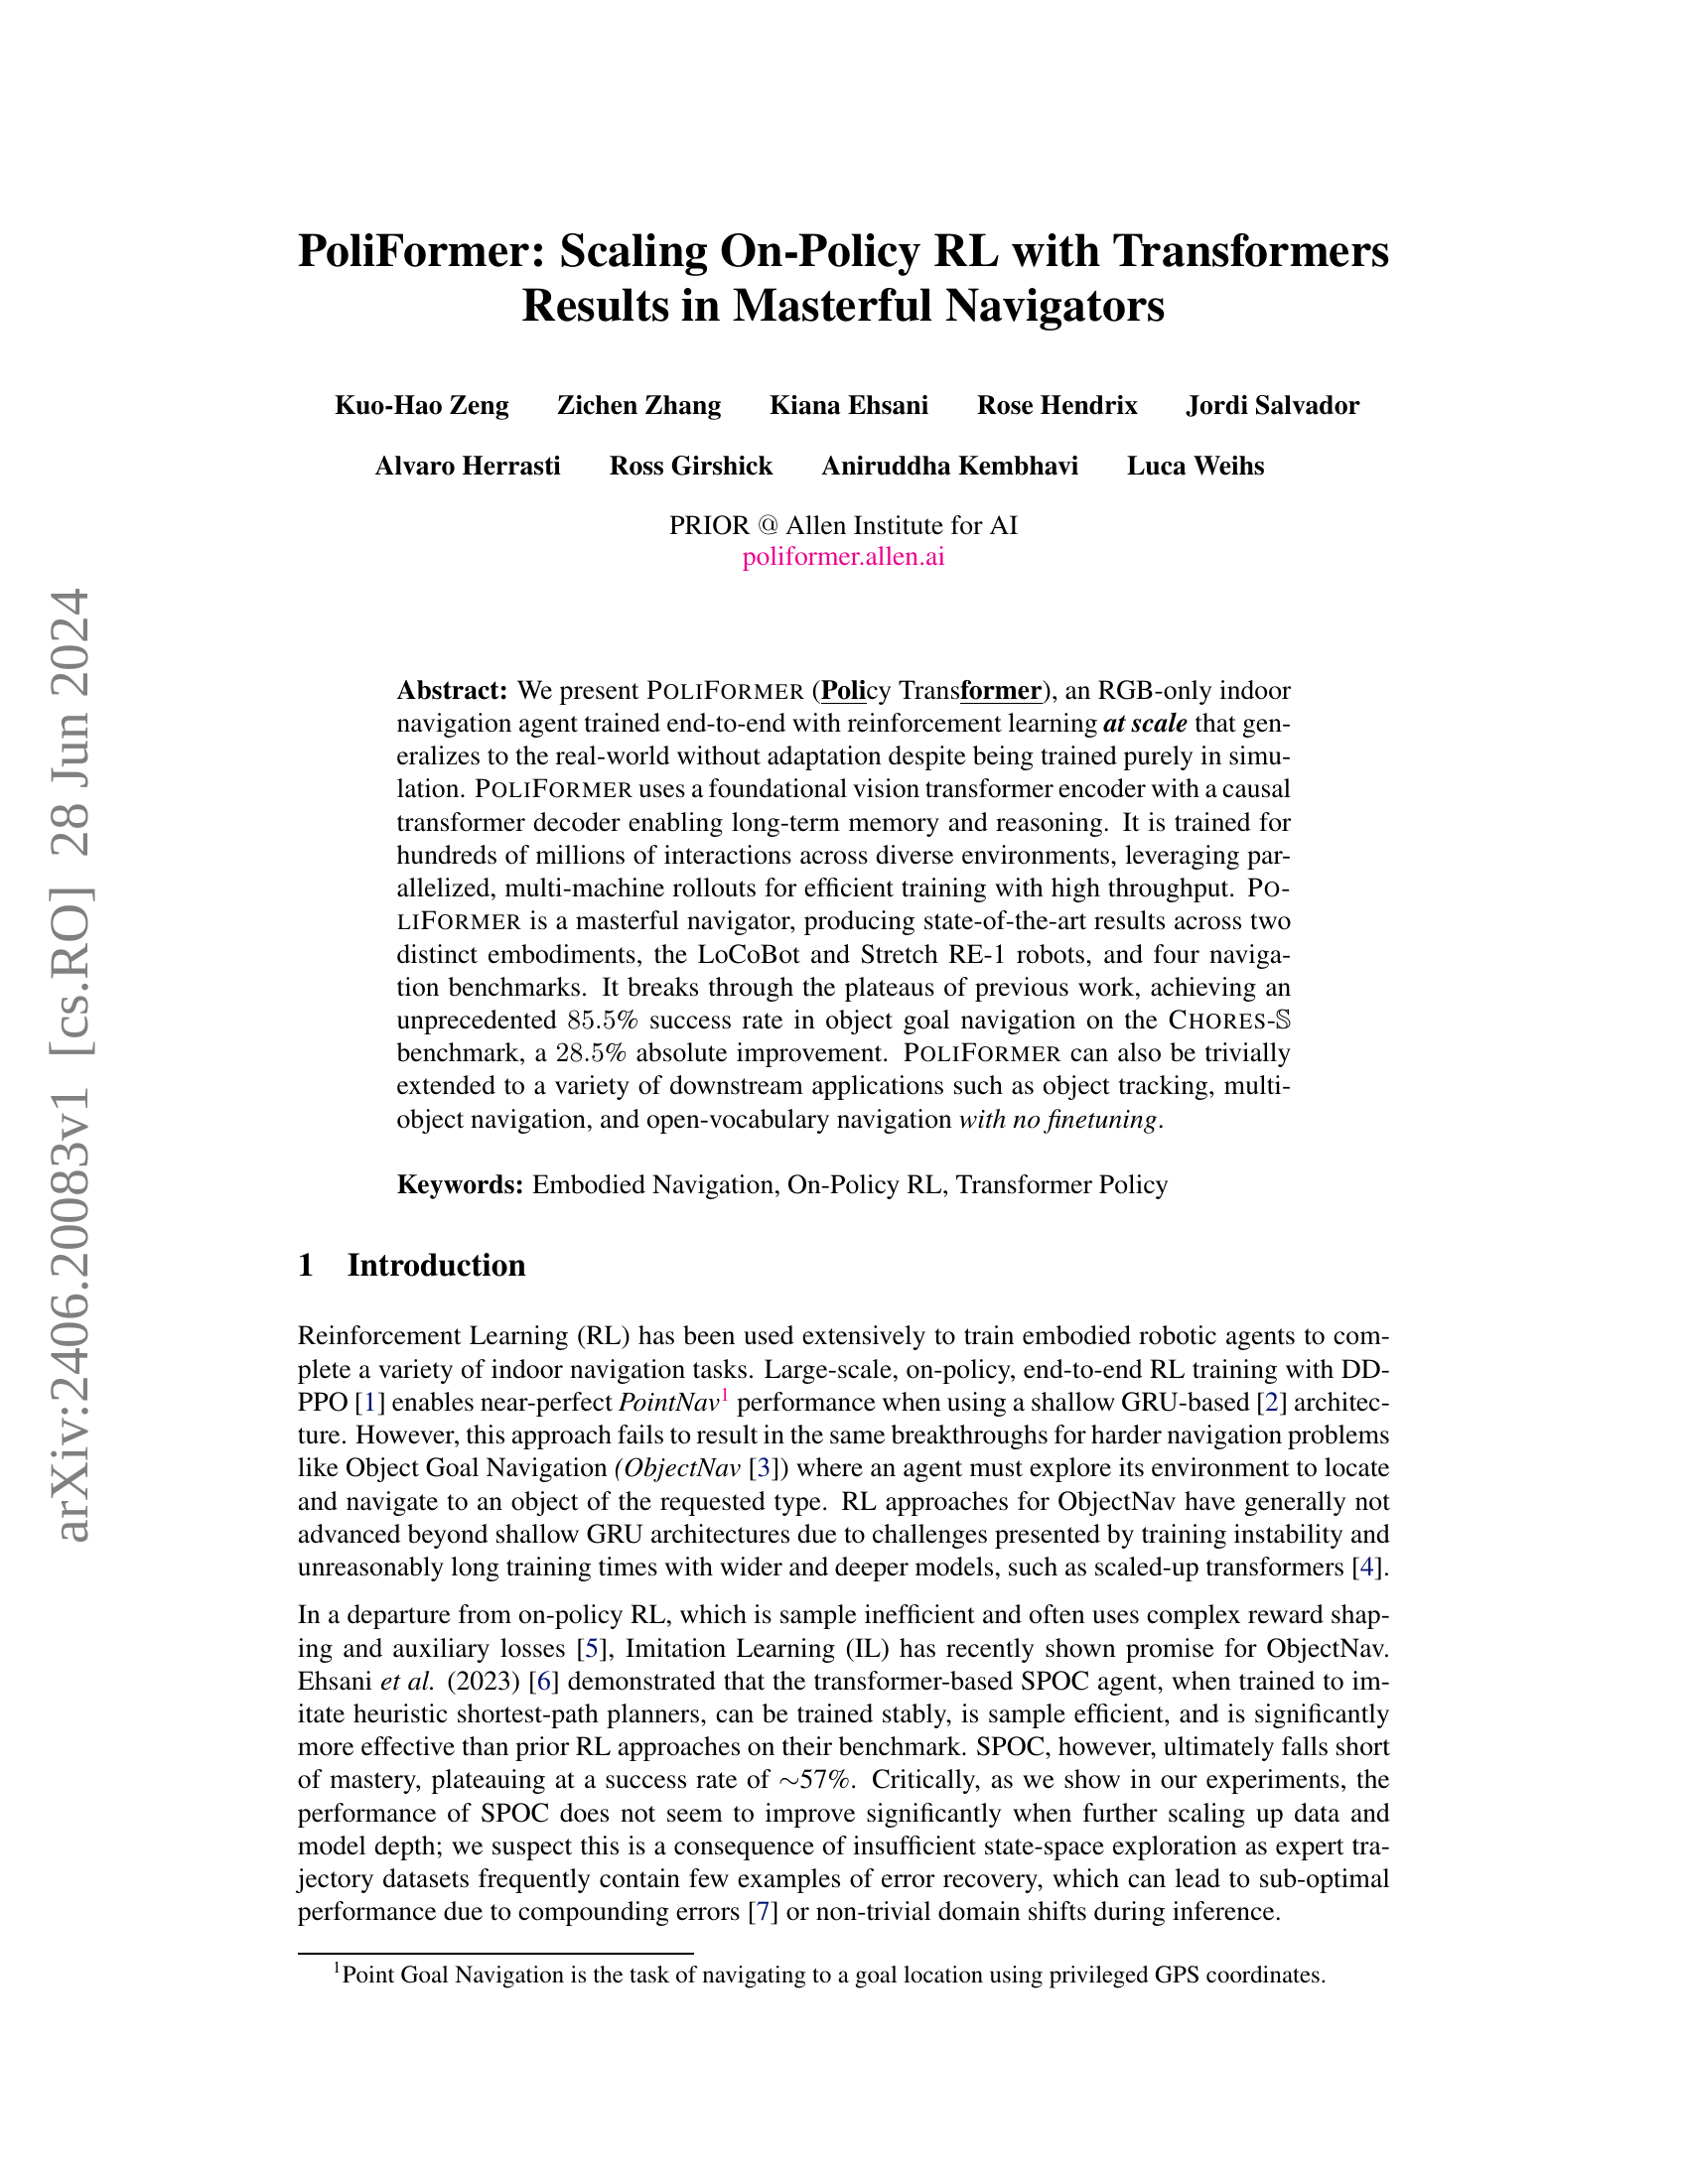 PoliFormer: Scaling On-Policy RL with Transformers
Results in Masterful Navigators
Kuo-Hao Zeng Zichen Zhang Kiana Ehsani Rose Hendrix Jordi Salvador
Alvaro Herrasti Ross Girshick Aniruddha Kembhavi Luca Weihs
PRIOR @ Allen Institute for AI
poliformer.allen.ai
arXiv:2406.20083v1 [cs.RO] 28 Jun 2024
Abstract: We present POLIFORMER (Policy Transformer), an RGB-only indoor
navigation agent trained end-to-end with reinforcement learning at scale that gen-
eralizes to the real-world without adaptation despite being trained purely in simu-
lation. POLIFORMER uses a foundational vision transformer encoder with a causal
transformer decoder enabling long-term memory and reasoning. It is trained for
hundreds of millions of interactions across diverse environments, leveraging par-
allelized, multi-machine rollouts for efficient training with high throughput. PO-
LIFORMER is a masterful navigator, producing state-of-the-art results across two
distinct embodiments, the LoCoBot and Stretch RE-1 robots, and four naviga-
tion benchmarks. It breaks through the plateaus of previous work, achieving an
unprecedented 85.5% success rate in object goal navigation on the CHORES-𝕊
benchmark, a 28.5% absolute improvement. POLIFORMER can also be trivially
extended to a variety of downstream applications such as object tracking, multi-
object navigation, and open-vocabulary navigation with no finetuning.
Keywords: Embodied Navigation, On-Policy RL, Transformer Policy
1 Introduction
Reinforcement Learning (RL) has been used extensively to train embodied robotic agents to com-
plete a variety of indoor navigation tasks. Large-scale, on-policy, end-to-end RL training with DD-
PPO [1] enables near-perfect PointNav¹ performance when using a shallow GRU-based [2] architec-
ture. However, this approach fails to result in the same breakthroughs for harder navigation problems
like Object Goal Navigation (ObjectNav [3]) where an agent must explore its environment to locate
and navigate to an object of the requested type. RL approaches for ObjectNav have generally not
advanced beyond shallow GRU architectures due to challenges presented by training instability and
unreasonably long training times with wider and deeper models, such as scaled-up transformers [4].
In a departure from on-policy RL, which is sample inefficient and often uses complex reward shap-
ing and auxiliary losses [5], Imitation Learning (IL) has recently shown promise for ObjectNav.
Ehsani et al. (2023) [6] demonstrated that the transformer-based SPOC agent, when trained to im-
itate heuristic shortest-path planners, can be trained stably, is sample efficient, and is significantly
more effective than prior RL approaches on their benchmark. SPOC, however, ultimately falls short
of mastery, plateauing at a success rate of ∼57%. Critically, as we show in our experiments, the
performance of SPOC does not seem to improve significantly when further scaling up data and
model depth; we suspect this is a consequence of insufficient state-space exploration as expert tra-
jectory datasets frequently contain few examples of error recovery, which can lead to sub-optimal
performance due to compounding errors [7] or non-trivial domain shifts during inference.
¹Point Goal Navigation is the task of navigating to a goal location using privileged GPS coordinates.